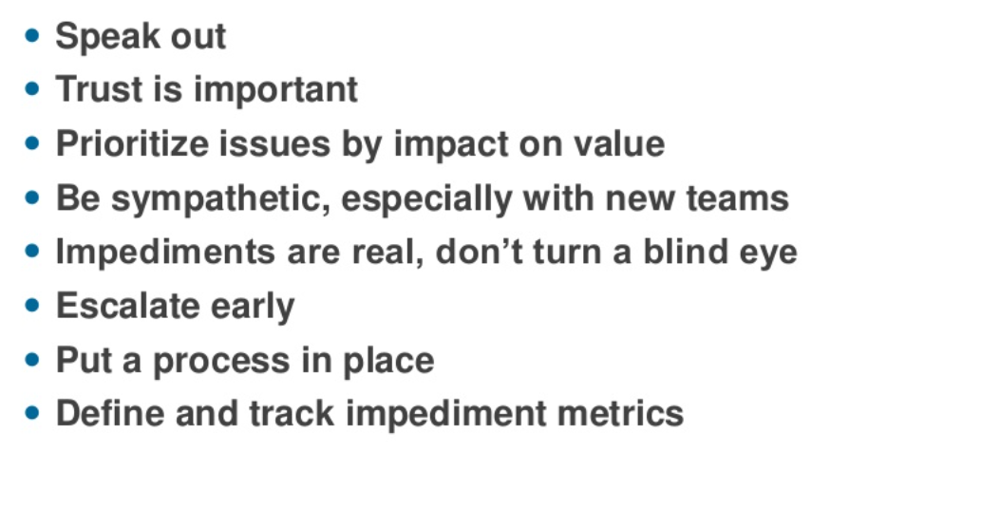 • Speak out
• Trust is important
• Prioritize issues by impact on value
• Be sympathetic, especially with new teams
• Impediments are real, don’t turn a blind eye
• Escalate early
• Put a process in place
• Define and track impediment metrics